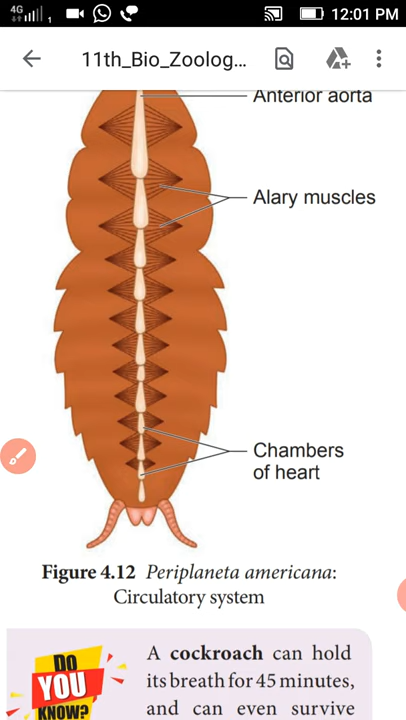 4G 1 12:01 PM
11th_Bio_Zoolog...
Anterior aorta
Alary muscles
Chambers
of heart
Figure 4.12 Periplaneta americana:
Circulatory system
DO
YOU
KNOW?
A cockroach can hold
its breath for 45 minutes,
and can even survive